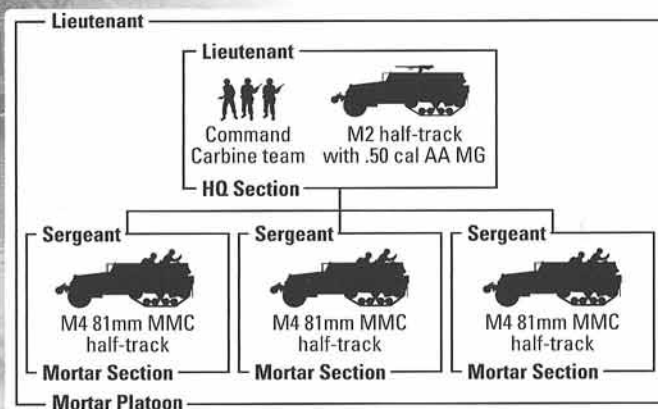 Lieutenant
Lieutenant
Command
Carbine team
M2 half-track
with .50 cal AA MG
HQ Section
Sergeant
M4 81mm MMC
half-track
Mortar Section
Sergeant
M4 81mm MMC
half-track
Mortar Section
Sergeant
M4 81mm MMC
half-track
Mortar Section
Mortar Platoon